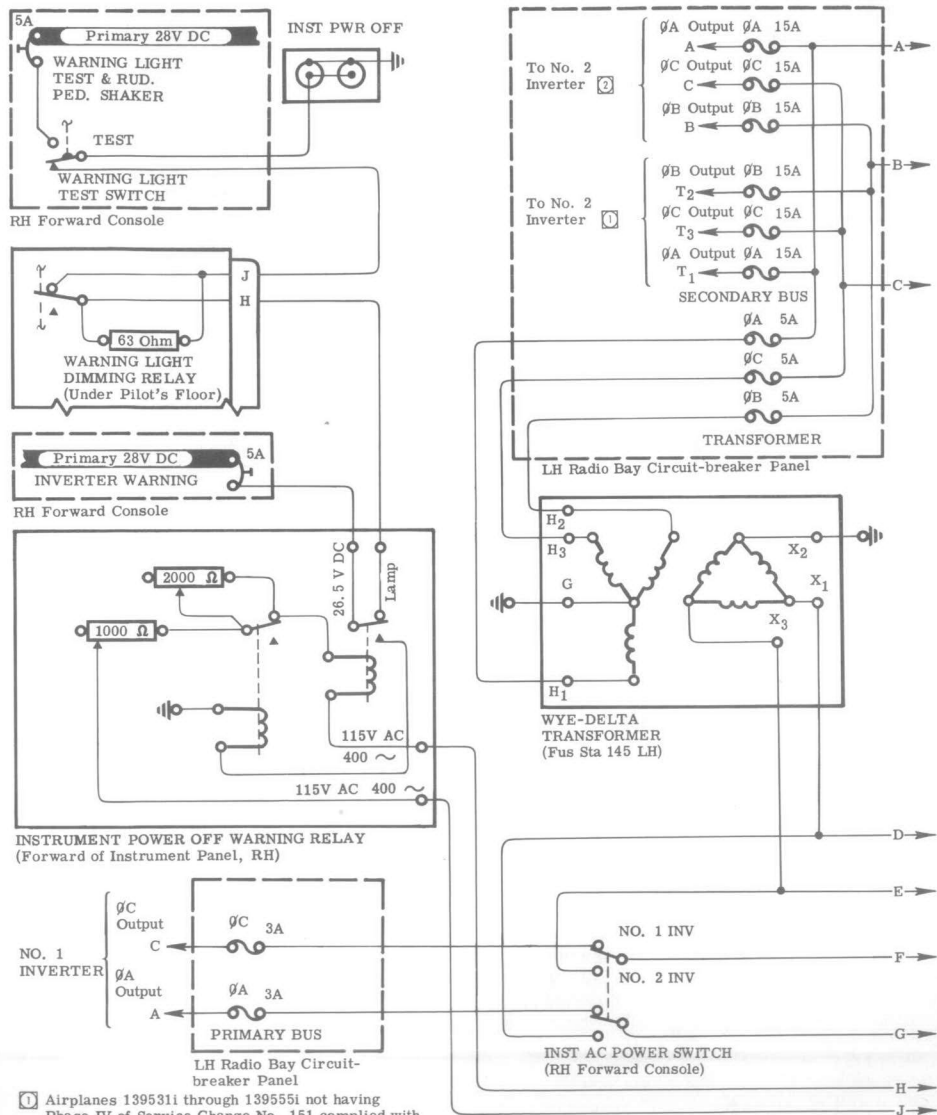 5A
Primary 28V DC
WARNING LIGHT
TEST & RUD.
PED. SHAKER
TEST
WARNING LIGHT
TEST SWITCH
RH Forward Console
INST PWR OFF
J
H
63 Ohm
WARNING LIGHT
DIMMING RELAY
(Under Pilot's Floor)
Primary 28V DC
5A
INVERTER WARNING
RH Forward Console
26.5 V DC
Lamp
2000 Ω
1000 Ω
115V AC
400 ~
115V AC 400 ~
INSTRUMENT POWER OFF WARNING RELAY
(Forward of Instrument Panel, RH)
To No. 2
Inverter 2
ØA Output ØA 15A
A
ØC Output ØC 15A
C
ØB Output ØB 15A
B
To No. 2
Inverter 1
ØB Output ØB 15A
T2
ØC Output ØC 15A
T3
ØA Output ØA 15A
T1
SECONDARY BUS
ØA 5A
ØC 5A
ØB 5A
TRANSFORMER
LH Radio Bay Circuit-breaker Panel
A
B
C
H2
H3
G
H1
X2
X1
X3
WYE-DELTA
TRANSFORMER
(Fus Sta 145 LH)
D
E
NO. 1
INVERTER
ØC
Output
C
ØC 3A
ØA
Output
A
ØA 3A
PRIMARY BUS
LH Radio Bay Circuit-
breaker Panel
NO. 1 INV
NO. 2 INV
F
G
INST AC POWER SWITCH
(RH Forward Console)
H
J
1 Airplanes 139531i through 139555i not having
Phase IV of Service Change No. 151 complied with